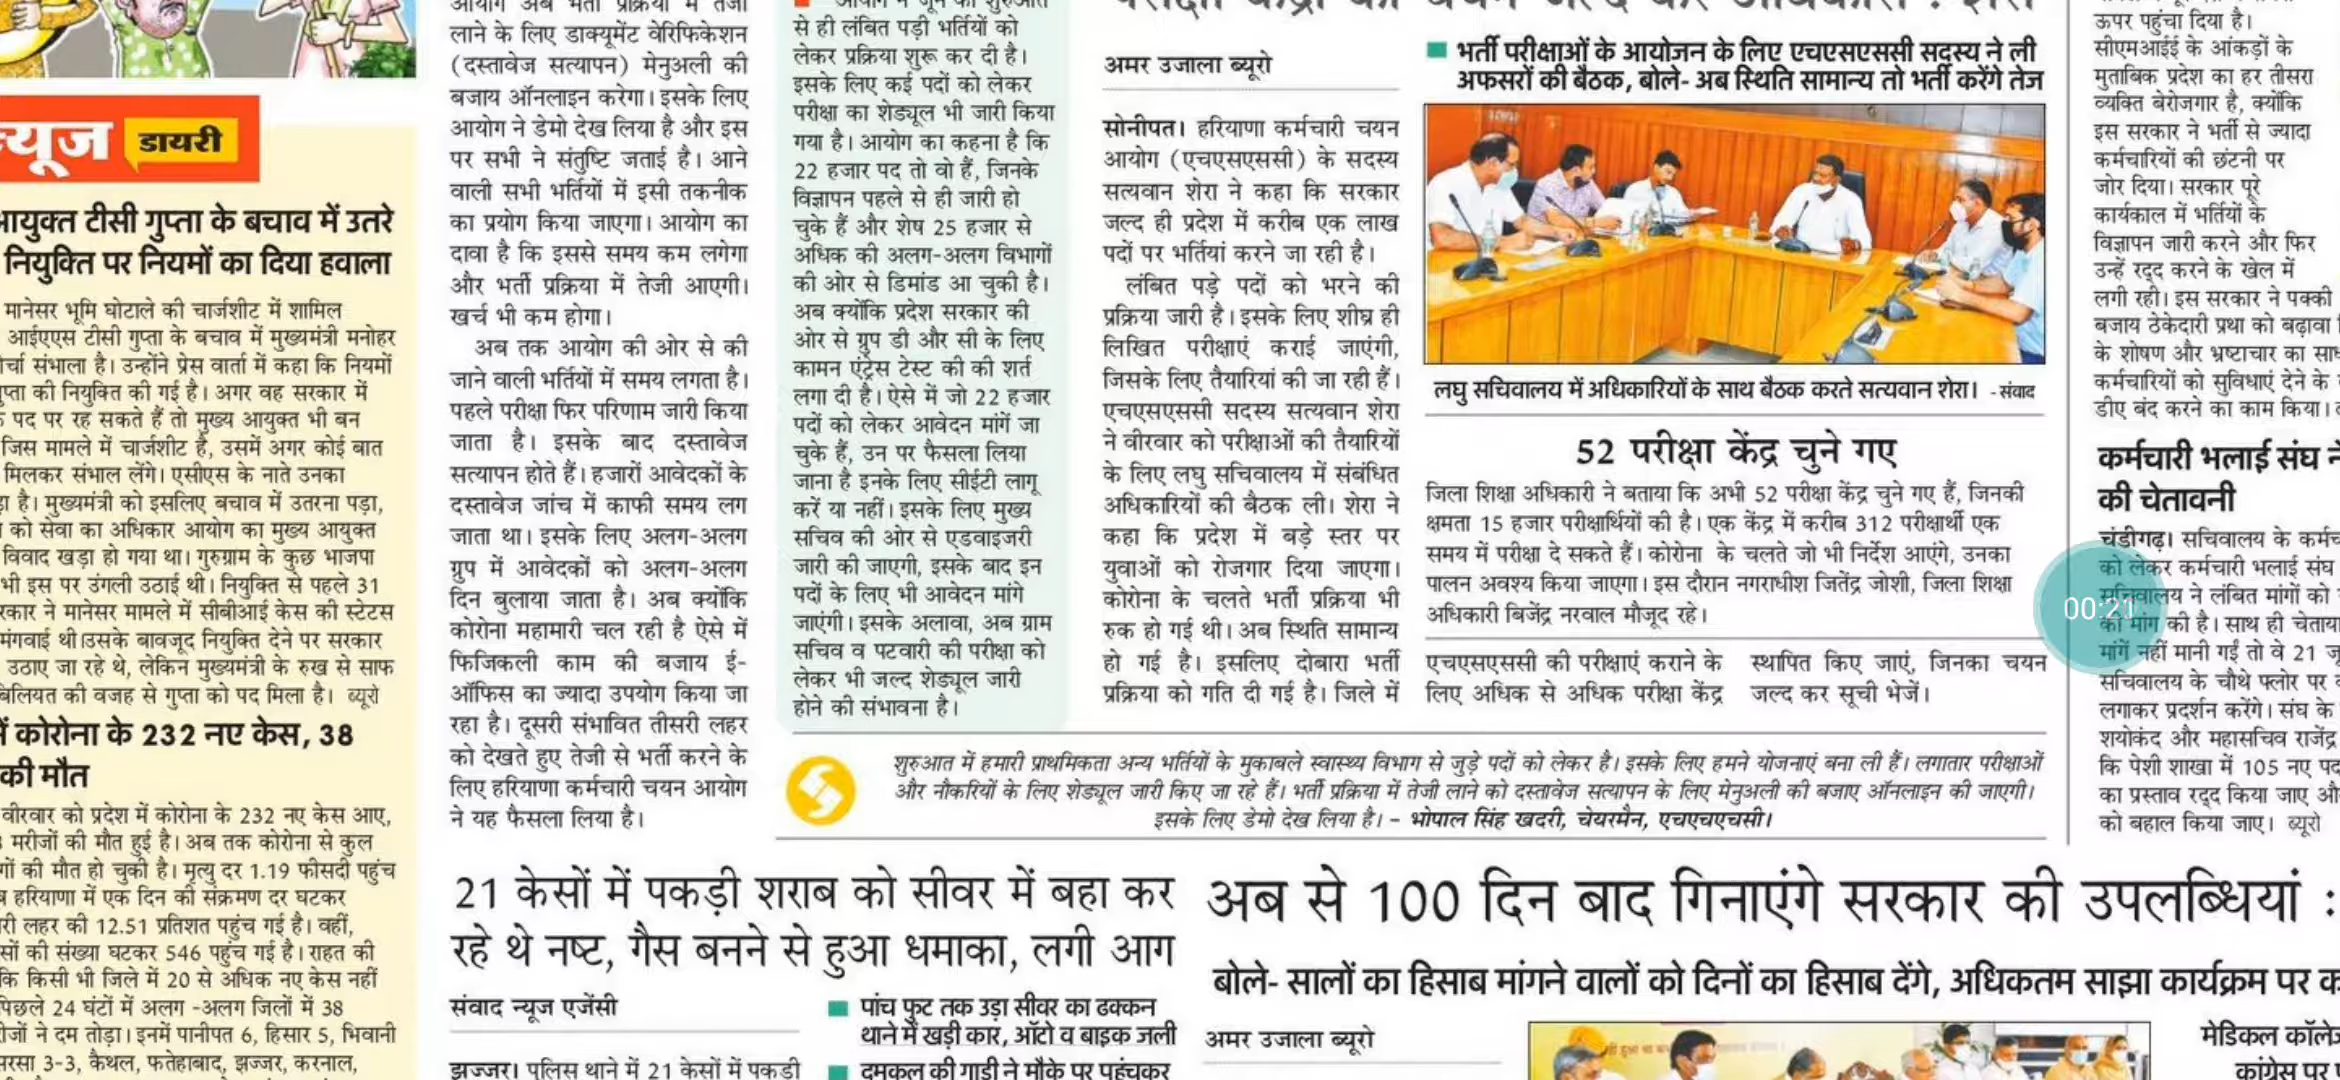 न्यूज डायरी
आयुक्त टीसी गुप्ता के बचाव में उतरे
नियुक्ति पर नियमों का दिया हवाला
मानेसर भूमि घोटाले की चार्जशीट में शामिल
आईएएस टीसी गुप्ता के बचाव में मुख्यमंत्री मनोहर
संभाला है। उन्होंने प्रेस वार्ता में कहा कि नियमों
की नियुक्ति की गई है। अगर वह सरकार में
पद पर रह सकते हैं तो मुख्य आयुक्त भी बन
जिस मामले में चार्जशीट है, उसमें अगर कोई बात
मिलकर संभाल लेंगे। एसीएस के नाते उनका
है। मुख्यमंत्री को इसलिए बचाव में उतरना पड़ा,
को सेवा का अधिकार आयोग का मुख्य आयुक्त
विवाद खड़ा हो गया था। गुरुग्राम के कुछ भाजपा
भी इस पर उंगली उठाई थी। नियुक्ति से पहले 31
ने मानेसर मामले में सीबीआई केस की स्टेटस
मंगवाई थी।उसके बावजूद नियुक्ति देने पर सरकार
उठाए जा रहे थे, लेकिन मुख्यमंत्री के रुख से साफ
की वजह से गुप्ता को पद मिला है। ब्यूरो
में कोरोना के 232 नए केस, 38
की मौत
वीरवार को प्रदेश में कोरोना के 232 नए केस आए,
मरीजों की मौत हुई है। अब तक कोरोना से कुल
की मौत हो चुकी है। मृत्यु दर 1.19 फीसदी पहुंच
हरियाणा में एक दिन की संक्रमण दर घटकर
लहर की 12.51 प्रतिशत पहुंच गई है। वहीं,
की संख्या घटकर 546 पहुंच गई है। राहत की
कि किसी भी जिले में 20 से अधिक नए केस नहीं
पिछले 24 घंटों में अलग -अलग जिलों में 38
ने दम तोड़ा। इनमें पानीपत 6, हिसार 5, भिवानी
3-3, कैथल, फतेहाबाद, झज्जर, करनाल,
आयोग अब भर्ती प्रक्रिया में तेजी
लाने के लिए डाक्यूमेंट वेरिफिकेशन
(दस्तावेज सत्यापन) मेनुअली की
बजाय ऑनलाइन करेगा। इसके लिए
आयोग ने डेमो देख लिया है और इस
पर सभी ने संतुष्टि जताई है। आने
वाली सभी भर्तियों में इसी तकनीक
का प्रयोग किया जाएगा। आयोग का
दावा है कि इससे समय कम लगेगा
और भर्ती प्रक्रिया में तेजी आएगी।
खर्च भी कम होगा।
अब तक आयोग की ओर से की
जाने वाली भर्तियों में समय लगता है।
पहले परीक्षा फिर परिणाम जारी किया
जाता है। इसके बाद दस्तावेज
सत्यापन होते हैं। हजारों आवेदकों के
दस्तावेज जांच में काफी समय लग
जाता था। इसके लिए अलग-अलग
ग्रुप में आवेदकों को अलग-अलग
दिन बुलाया जाता है। अब क्योंकि
कोरोना महामारी चल रही है ऐसे में
फिजिकली काम की बजाय ई-
ऑफिस का ज्यादा उपयोग किया जा
रहा है। दूसरी संभावित तीसरी लहर
को देखते हुए तेजी से भर्ती करने के
लिए हरियाणा कर्मचारी चयन आयोग
ने यह फैसला लिया है।
आयोग ने जून की शुरुआत
से ही लंबित पड़ी भर्तियों को
लेकर प्रक्रिया शुरू कर दी है।
इसके लिए कई पदों को लेकर
परीक्षा का शेड्यूल भी जारी किया
गया है। आयोग का कहना है कि
22 हजार पद तो वो हैं, जिनके
विज्ञापन पहले से ही जारी हो
चुके हैं और शेष 25 हजार से
अधिक की अलग-अलग विभागों
की ओर से डिमांड आ चुकी है।
अब क्योंकि प्रदेश सरकार की
ओर से ग्रुप डी और सी के लिए
कामन एंट्रेस टेस्ट की की शर्त
लगा दी है। ऐसे में जो 22 हजार
पदों को लेकर आवेदन मांगें जा
चुके हैं, उन पर फैसला लिया
जाना है इनके लिए सीईटी लागू
करें या नहीं। इसके लिए मुख्य
सचिव की ओर से एडवाइजरी
जारी की जाएगी, इसके बाद इन
पदों के लिए भी आवेदन मांगे
जाएंगी। इसके अलावा, अब ग्राम
सचिव व पटवारी की परीक्षा को
लेकर भी जल्द शेड्यूल जारी
होने की संभावना है।
अमर उजाला ब्यूरो
सोनीपत। हरियाणा कर्मचारी चयन
आयोग (एचएसएससी) के सदस्य
सत्यवान शेरा ने कहा कि सरकार
जल्द ही प्रदेश में करीब एक लाख
पदों पर भर्तियां करने जा रही है।
लंबित पड़े पदों को भरने की
प्रक्रिया जारी है। इसके लिए शीघ्र ही
लिखित परीक्षाएं कराई जाएंगी,
जिसके लिए तैयारियां की जा रही हैं।
एचएसएससी सदस्य सत्यवान शेरा
ने वीरवार को परीक्षाओं की तैयारियों
के लिए लघु सचिवालय में संबंधित
अधिकारियों की बैठक ली। शेरा ने
कहा कि प्रदेश में बड़े स्तर पर
युवाओं को रोजगार दिया जाएगा।
कोरोना के चलते भर्ती प्रक्रिया भी
रुक हो गई थी। अब स्थिति सामान्य
हो गई है। इसलिए दोबारा भर्ती
प्रक्रिया को गति दी गई है। जिले में
भर्ती परीक्षाओं के आयोजन के लिए एचएसएससी सदस्य ने ली
अफसरों की बैठक, बोले- अब स्थिति सामान्य तो भर्ती करेंगे तेज
लघु सचिवालय में अधिकारियों के साथ बैठक करते सत्यवान शेरा। - संवाद
52 परीक्षा केंद्र चुने गए
जिला शिक्षा अधिकारी ने बताया कि अभी 52 परीक्षा केंद्र चुने गए हैं, जिनकी
क्षमता 15 हजार परीक्षार्थियों की है। एक केंद्र में करीब 312 परीक्षार्थी एक
समय में परीक्षा दे सकते हैं। कोरोना के चलते जो भी निर्देश आएंगे, उनका
पालन अवश्य किया जाएगा। इस दौरान नगराधीश जितेंद्र जोशी, जिला शिक्षा
अधिकारी बिजेंद्र नरवाल मौजूद रहे।
एचएसएससी की परीक्षाएं कराने के
लिए अधिक से अधिक परीक्षा केंद्र
स्थापित किए जाएं, जिनका चयन
जल्द कर सूची भेजें।
शुरुआत में हमारी प्राथमिकता अन्य भर्तियों के मुकाबले स्वास्थ्य विभाग से जुड़े पदों को लेकर है। इसके लिए हमने योजनाएं बना ली हैं। लगातार परीक्षाओं
और नौकरियों के लिए शेड्यूल जारी किए जा रहे हैं। भर्ती प्रक्रिया में तेजी लाने को दस्तावेज सत्यापन के लिए मेनुअली की बजाए ऑनलाइन की जाएगी।
इसके लिए डेमो देख लिया है। - भोपाल सिंह खदरी, चेयरमैन, एचएचएचसी।
ऊपर पहुंचा दिया है।
सीएमआईई के आंकड़ों के
मुताबिक प्रदेश का हर तीसरा
व्यक्ति बेरोजगार है, क्योंकि
इस सरकार ने भर्ती से ज्यादा
कर्मचारियों की छंटनी पर
जोर दिया। सरकार पूरे
कार्यकाल में भर्तियों के
विज्ञापन जारी करने और फिर
उन्हें रद्द करने के खेल में
लगी रही। इस सरकार ने पक्की
बजाय ठेकेदारी प्रथा को बढ़ावा
के शोषण और भ्रष्टाचार का
कर्मचारियों को सुविधाएं देने के
डीए बंद करने का काम किया।
कर्मचारी भलाई संघ ने
की चेतावनी
चंडीगढ़। सचिवालय के
को लेकर कर्मचारी भलाई संघ
सचिवालय ने लंबित मांगों को
00:21
की मांग की है। साथ ही
मांगें नहीं मानी गईं तो वे 21
सचिवालय के चौथे फ्लोर पर
लगाकर प्रदर्शन करेंगे। संघ के
शयोकंद और महासचिव राजेंद्र
कि पेशी शाखा में 105 नए
का प्रस्ताव रद्द किया जाए
को बहाल किया जाए। ब्यूरो
21 केसों में पकड़ी शराब को सीवर में बहा कर
रहे थे नष्ट, गैस बनने से हुआ धमाका, लगी आग
संवाद न्यूज एजेंसी
झज्जर। पुलिस थाने में 21 केसों में पकड़ी
पांच फुट तक उड़ा सीवर का ढक्कन
थाने में खड़ी कार, ऑटो व बाइक जली
दमकल की गाड़ी ने मौके पर पहुंचकर
अब से 100 दिन बाद गिनाएंगे सरकार की उपलब्धियां :
बोले- सालों का हिसाब मांगने वालों को दिनों का हिसाब देंगे, अधिकतम साझा कार्यक्रम पर
अमर उजाला ब्यूरो
मेडिकल
कांग्रेस पर